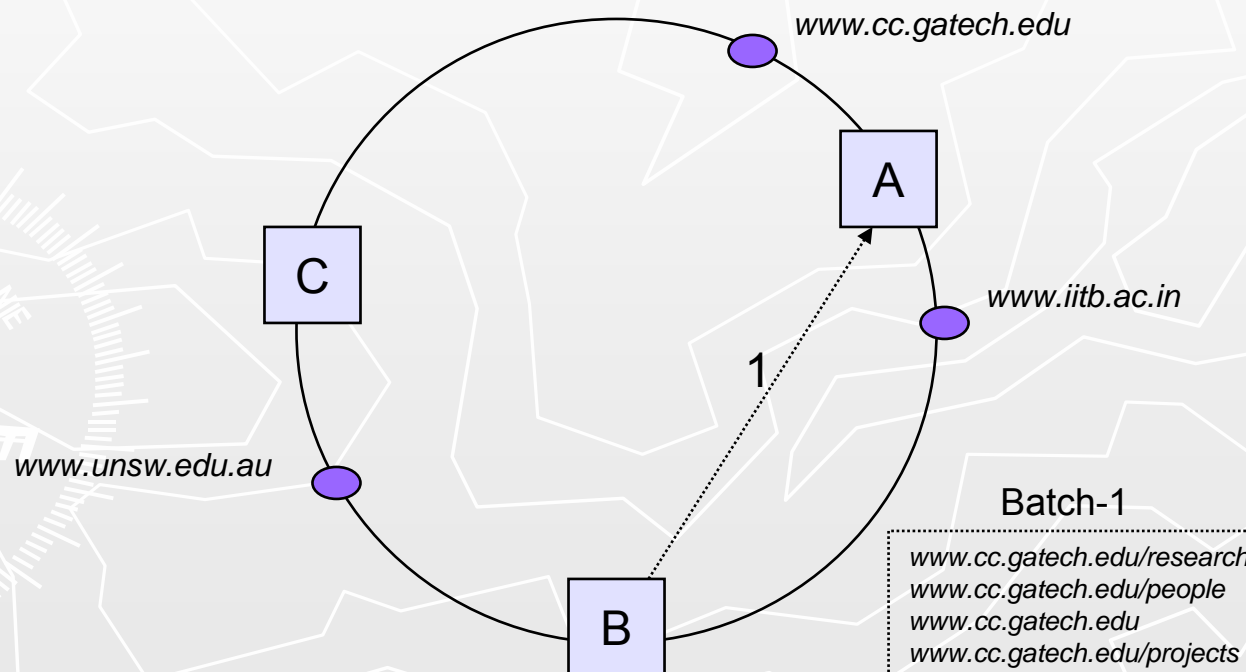 www.cc.gatech.edu
A
C
www.iitb.ac.in
1
www.unsw.edu.au
Batch-1
www.cc.gatech.edu/research
www.cc.gatech.edu/people
www.cc.gatech.edu
www.cc.gatech.edu/projects
B